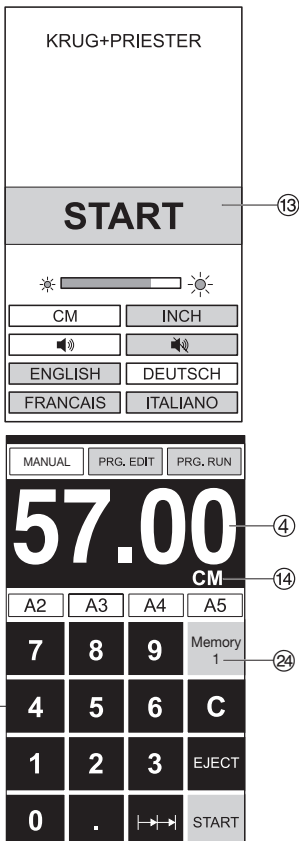 KRUG+PRIESTER
START
13
CM INCH
ENGLISH DEUTSCH
FRANCAIS ITALIANO
MANUAL PRG. EDIT PRG. RUN
57.00
4
CM
14
A2 A3 A4 A5
7 8 9 Memory
1
24
4 5 6 C
1 2 3 EJECT
0 . START